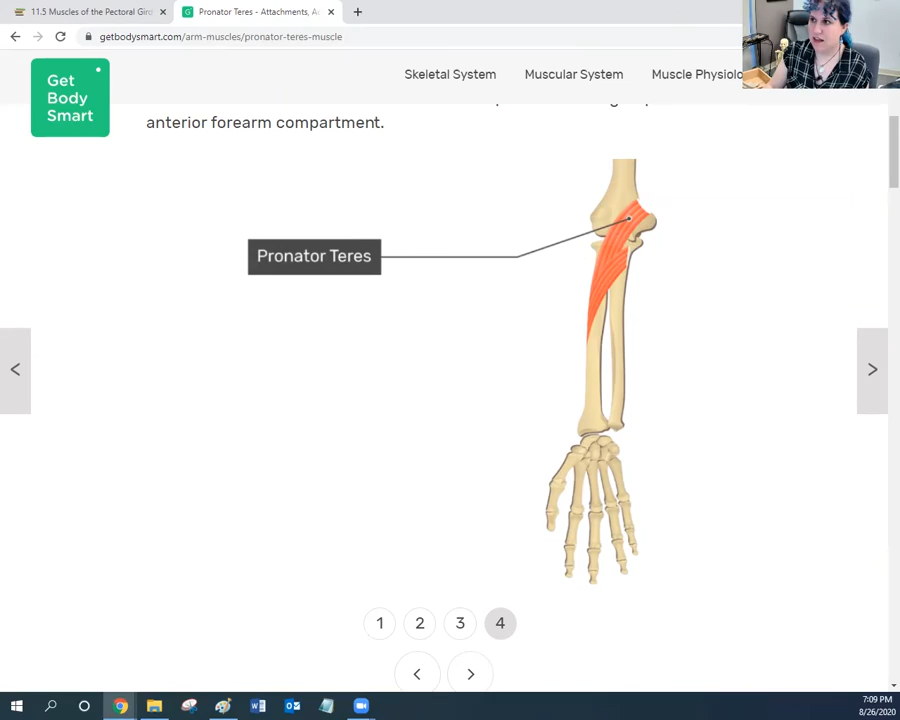 11.5 Muscles of the Pectoral Gird
Pronator Teres - Attachments, Ac
getbodysmart.com/arm-muscles/pronator-teres-muscle
Get
Body
Smart
Skeletal System
Muscular System
Muscle Physiolo
anterior forearm compartment.
Pronator Teres
<
>
1
2
3
4
<
>
7:09 PM
8/26/2020